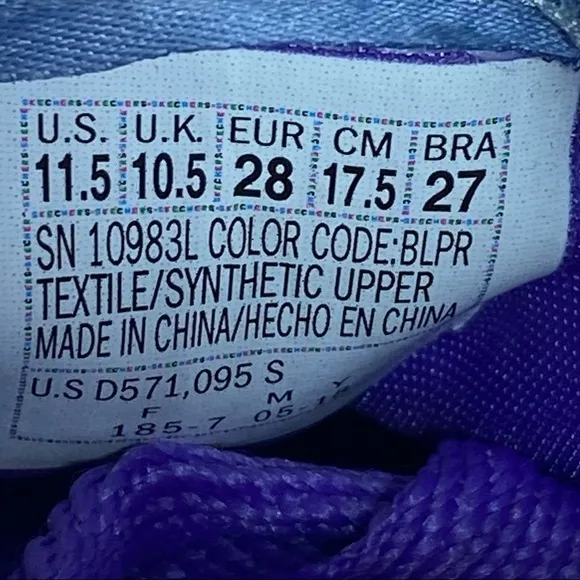 U.S. U.K. EUR CM BRA
11.5 10.5 28 17.5 27
SN 10983L COLOR CODE:BLPR
TEXTILE/SYNTHETIC UPPER
MADE IN CHINA/HECHO EN CHINA
U.S D571,095 S
F M Y
185-7 05-1